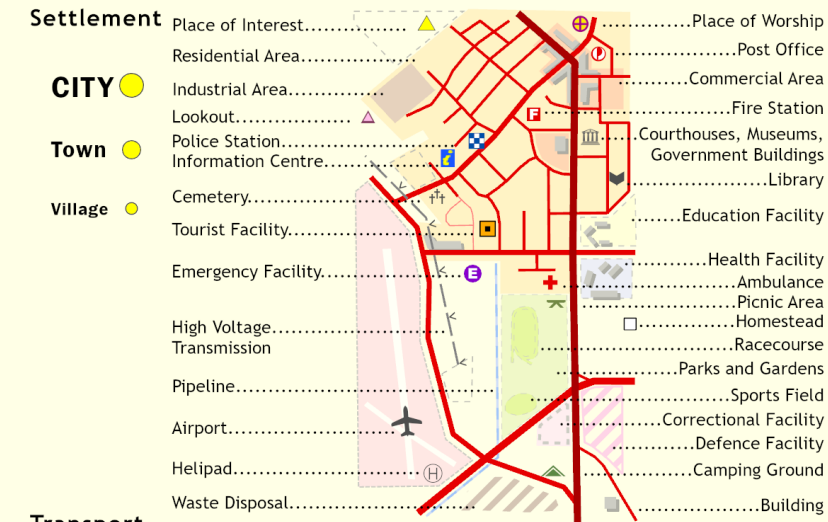 Settlement
CITY
Town
Village
Place of Interest
Residential Area
Industrial Area
Lookout
Police Station
Information Centre
Cemetery
Tourist Facility
Emergency Facility
High Voltage
Transmission
Pipeline
Airport
Helipad
Waste Disposal
Place of Worship
Post Office
Commercial Area
Fire Station
Courthouses, Museums,
Government Buildings
Library
Education Facility
Health Facility
Ambulance
Picnic Area
Homestead
Racecourse
Parks and Gardens
Sports Field
Correctional Facility
Defence Facility
Camping Ground
Building
F
i
E
H
Transport